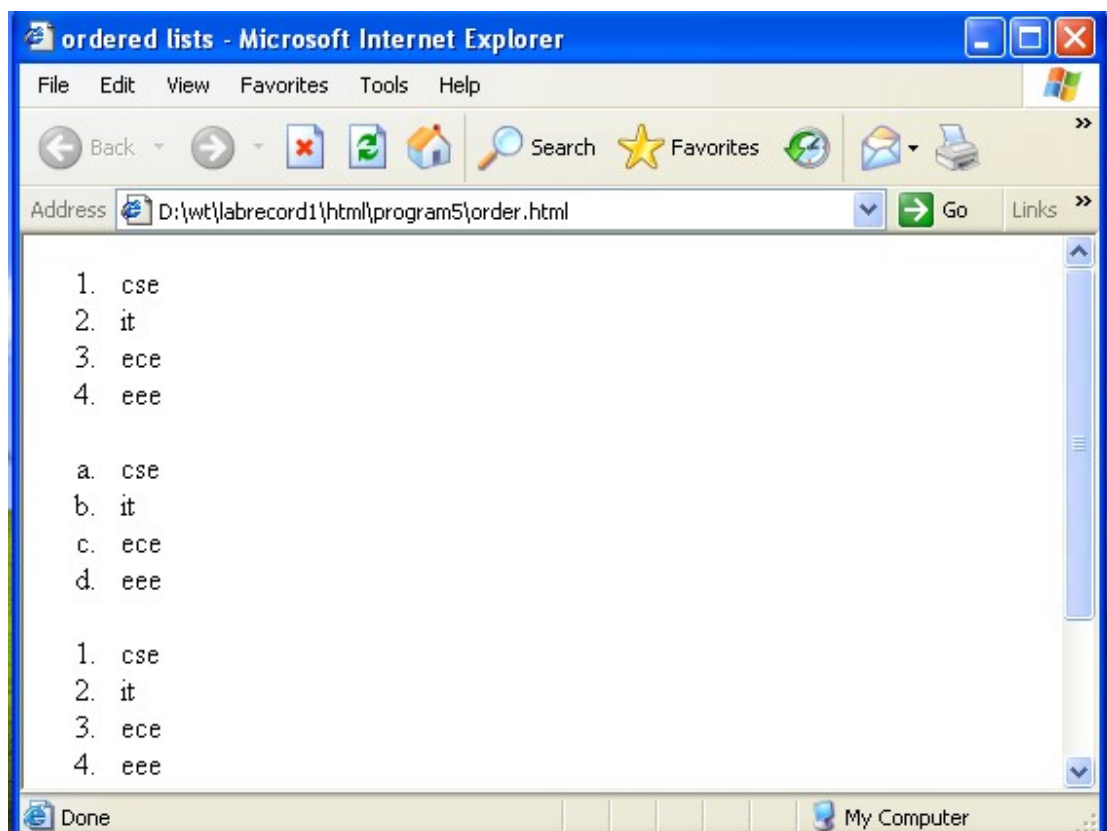 ordered lists - Microsoft Internet Explorer
File Edit View Favorites Tools Help
Back Search Favorites »
Address D:\wt\labrecord1\html\program5\order.html Go Links »
1. cse
2. it
3. ece
4. eee
a. cse
b. it
c. ece
d. eee
1. cse
2. it
3. ece
4. eee
Done My Computer